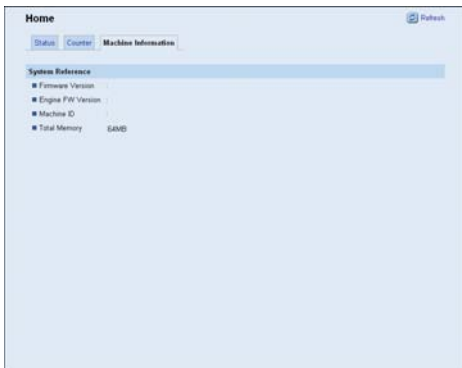 Home Refresh
Status Counter Machine Information
System Reference
Firmware Version :
Engine FW Version :
Machine ID :
Total Memory 64MB